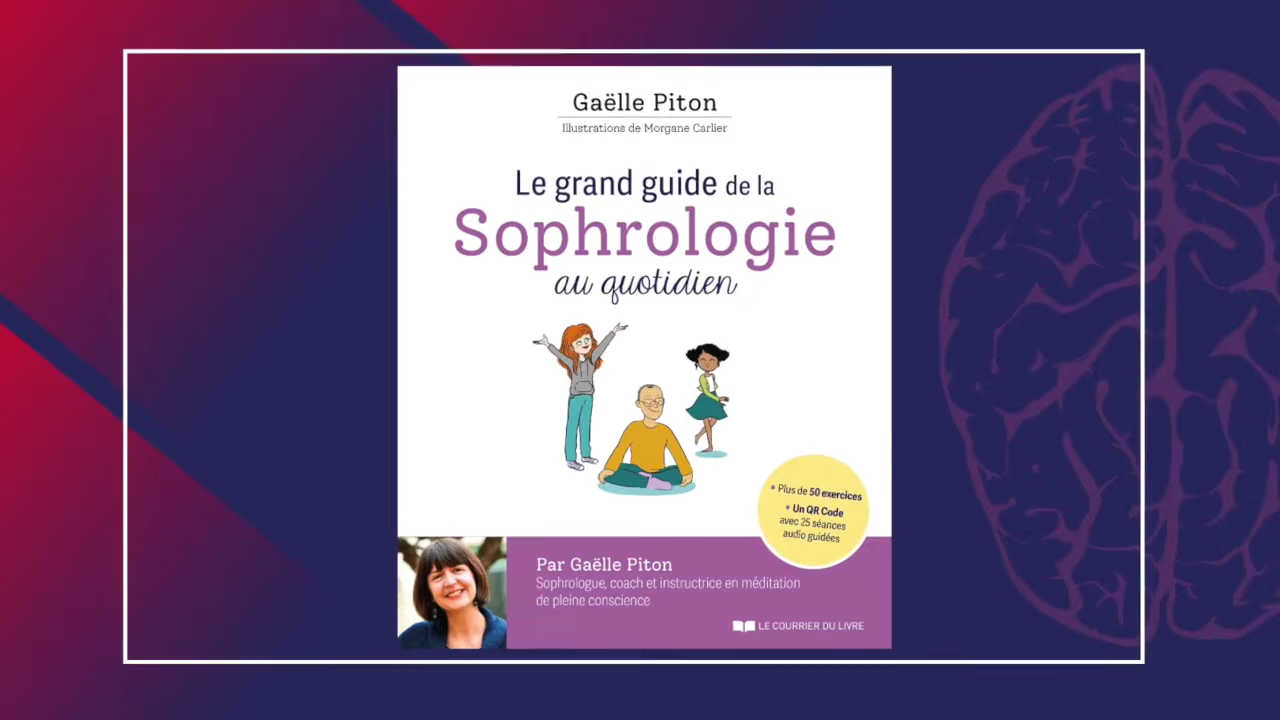 Gaëlle Piton
Illustrations de Morgane Carlier
Le grand guide de la
Sophrologie
au quotidien
• Plus de 50 exercices
• Un QR Code
avec 25 séances
audio guidées
Par Gaëlle Piton
Sophrologue, coach et instructrice en méditation
de pleine conscience
LE COURRIER DU LIVRE